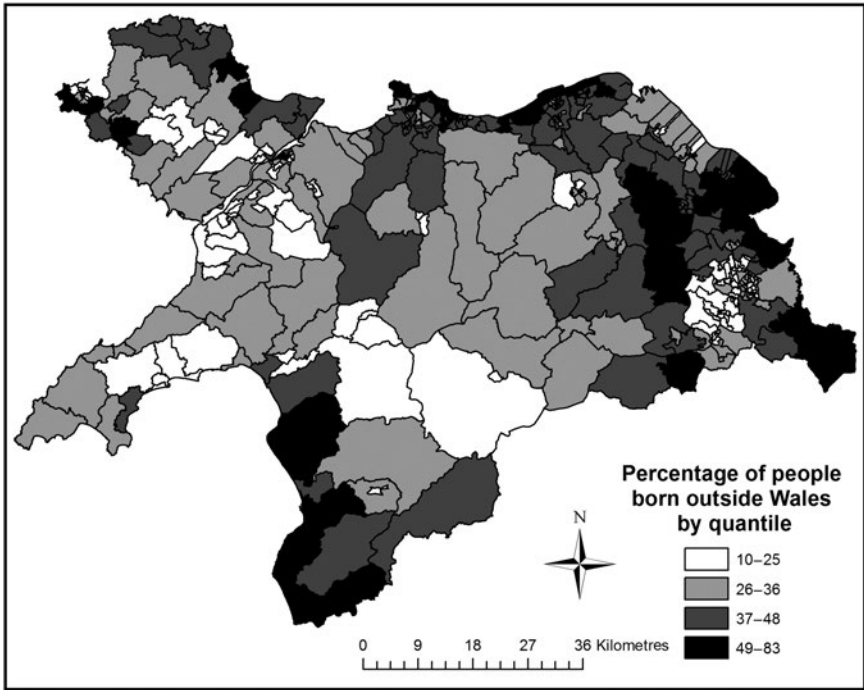 Percentage of people
born outside Wales
by quantile
N
10–25
26–36
37–48
49–83
0 9 18 27 36 Kilometres